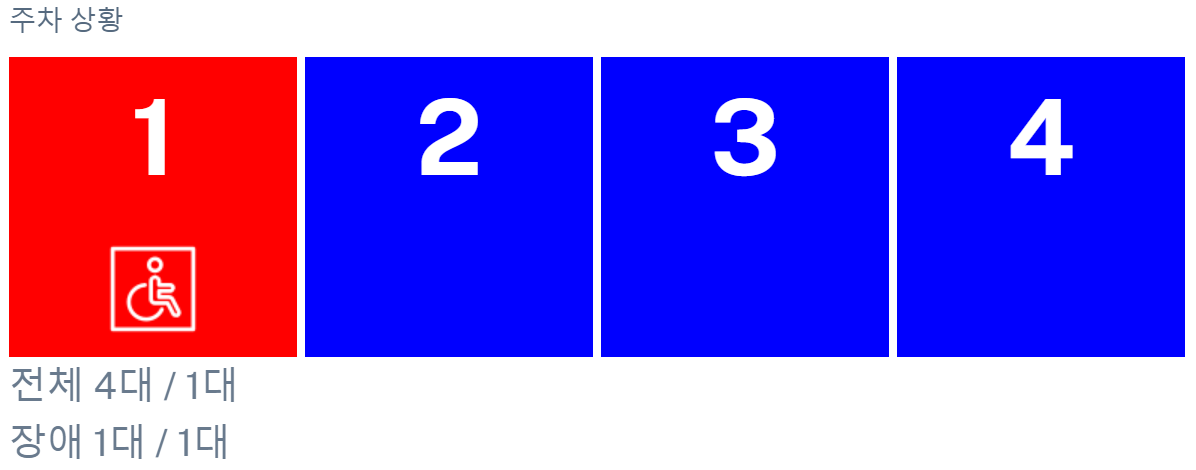 주차 상황
1 2 3 4
전체 4대 / 1대
장애 1대 / 1대